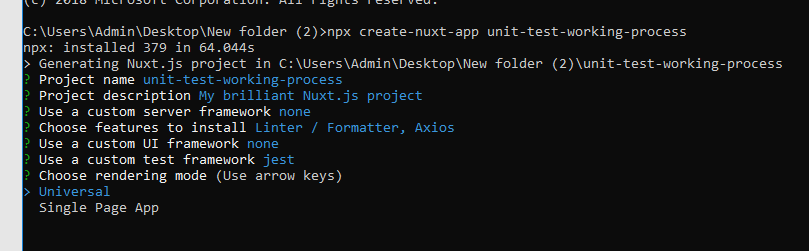 (c) 2018 Microsoft Corporation. All rights reserved.
C:\Users\Admin\Desktop\New folder (2)>npx create-nuxt-app unit-test-working-process
npx: installed 379 in 64.044s
> Generating Nuxt.js project in C:\Users\Admin\Desktop\New folder (2)\unit-test-working-process
? Project name unit-test-working-process
? Project description My brilliant Nuxt.js project
? Use a custom server framework none
? Choose features to install Linter / Formatter, Axios
? Use a custom UI framework none
? Use a custom test framework jest
? Choose rendering mode (Use arrow keys)
> Universal
Single Page App